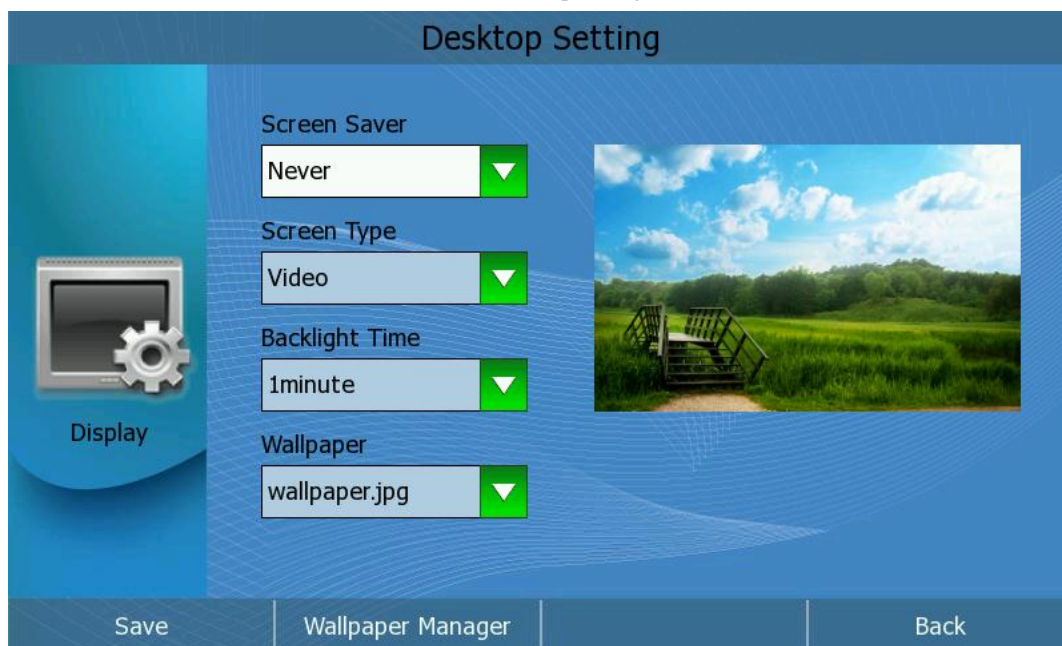 Desktop Setting
Screen Saver
Never
Screen Type
Video
Backlight Time
1minute
Wallpaper
wallpaper.jpg
Display
Save
Wallpaper Manager
Back